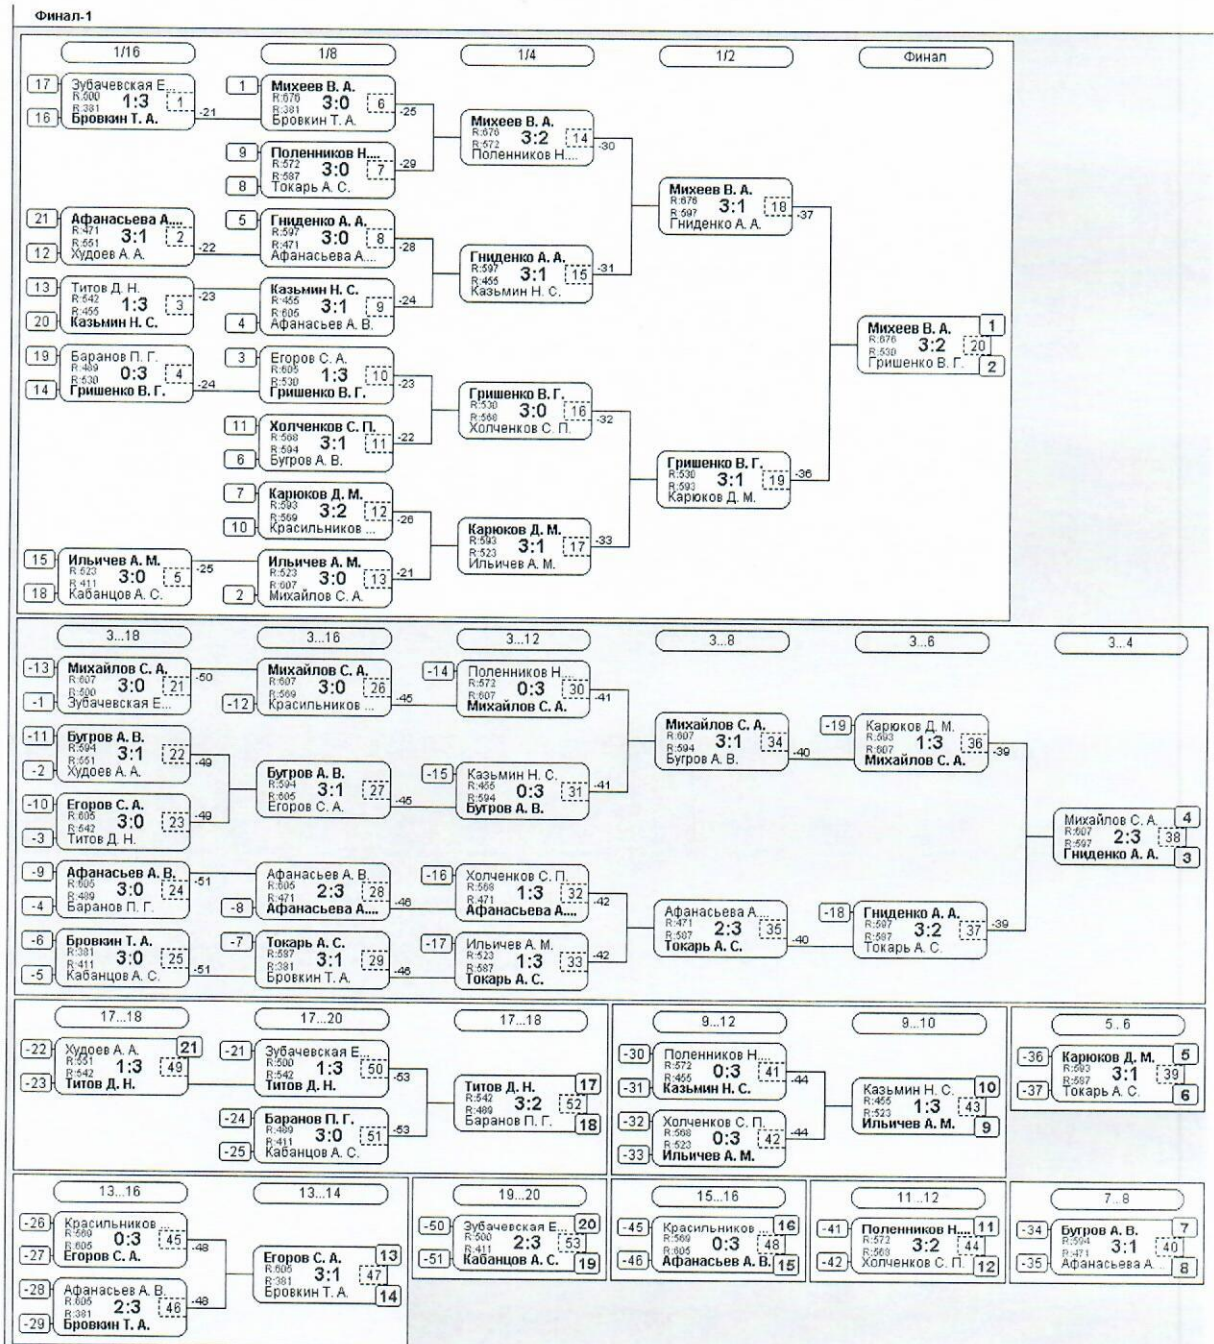 Финал-1
1/16 1/8 1/4 1/2 Финал
17 Зубачевская Е...
R:500 1:3 1
R:381
16 Бровкин Т. А. -21
1 Михеев В. А.
R:676 3:0 6 -25
R:381
Бровкин Т. А.
9 Поленников Н....
R:572 3:0 7 -29
R:587
8 Токарь А. С.
Михеев В. А.
R:676 3:2 14 -30
R:572
Поленников Н....
21 Афанасьева А....
R:471 3:1 2 -22
R:551
12 Худоев А. А.
5 Гниденко А. А.
R:597 3:0 8 -28
R:471
Афанасьева А....
Михеев В. А.
R:676 3:1 18 -37
R:597
Гниденко А. А.
13 Титов Д. Н. -23
R:542 1:3 3
R:455
20 Казьмин Н. С.
Казьмин Н. С.
R:455 3:1 9 -24
R:605
4 Афанасьев А. В.
Гниденко А. А.
R:597 3:1 15 -31
R:455
Казьмин Н. С.
19 Баранов П. Г.
R:489 0:3 4 -24
R:530
14 Гришенко В. Г.
3 Егоров С. А.
R:605 1:3 10 -23
R:530
Гришенко В. Г.
Михеев В. А. 1
R:676 3:2 20
R:530
Гришенко В. Г. 2
11 Холченков С. П.
R:568 3:1 11 -22
R:594
6 Бугров А. В.
Гришенко В. Г.
R:530 3:0 16 -32
R:568
Холченков С. П.
7 Карюков Д. М.
R:593 3:2 12 -26
R:569
10 Красильников ...
Гришенко В. Г.
R:530 3:1 19 -36
R:593
Карюков Д. М.
15 Ильичев А. М. -25
R:523 3:0 5
R:411
18 Кабанцов А. С.
Ильичев А. М.
R:523 3:0 13 -21
R:607
2 Михайлов С. А.
Карюков Д. М.
R:593 3:1 17 -33
R:523
Ильичев А. М.
3...18 3...16 3...12 3...8 3...6 3...4
-13 Михайлов С. А. -50
R:607 3:0 21
R:500
-1 Зубачевская Е...
Михайлов С. А.
R:607 3:0 26 -45
R:569
-12 Красильников ...
-14 Поленников Н....
R:572 0:3 30 -41
R:607
Михайлов С. А.
-11 Бугров А. В.
R:594 3:1 22 -49
R:551
-2 Худоев А. А.
Михайлов С. А.
R:607 3:1 34 -40
R:594
Бугров А. В.
-19 Карюков Д. М.
R:593 1:3 36 -39
R:607
Михайлов С. А.
-10 Егоров С. А.
R:605 3:0 23 -49
R:542
-3 Титов Д. Н.
Бугров А. В.
R:594 3:1 27 -45
R:605
Егоров С. А.
-15 Казьмин Н. С.
R:455 0:3 31 -41
R:594
Бугров А. В.
Михайлов С. А. 4
R:607 2:3 38
R:597
Гниденко А. А. 3
-9 Афанасьев А. В. -51
R:605 3:0 24
R:489
-4 Баранов П. Г.
Афанасьев А. В.
R:605 2:3 28 -46
R:471
-8 Афанасьева А....
-16 Холченков С. П.
R:568 1:3 32 -42
R:471
Афанасьева А....
-6 Бровкин Т. А.
R:381 3:0 25
R:411
-5 Кабанцов А. С. -51
-7 Токарь А. С.
R:587 3:1 29 -46
R:381
Бровкин Т. А.
-17 Ильичев А. М.
R:523 1:3 33 -42
R:587
Токарь А. С.
Афанасьева А....
R:471 2:3 35 -40
R:587
Токарь А. С.
-18 Гниденко А. А.
R:597 3:2 37 -39
R:587
Токарь А. С.
17...18 17...20 17...18
-22 Худоев А. А. 21
R:551 1:3 49
R:542
-23 Титов Д. Н.
-21 Зубачевская Е...
R:500 1:3 50 -53
R:542
Титов Д. Н.
-24 Баранов П. Г.
R:489 3:0 51 -53
R:411
-25 Кабанцов А. С.
Титов Д. Н. 17
R:542 3:2 52
R:489
Баранов П. Г. 18
9...12 9...10
-30 Поленников Н....
R:572 0:3 41 -44
R:455
-31 Казьмин Н. С.
-32 Холченков С. П.
R:568 0:3 42 -44
R:523
-33 Ильичев А. М.
Казьмин Н. С. 10
R:455 1:3 43
R:523
Ильичев А. М. 9
5...6
-36 Карюков Д. М. 5
R:593 3:1 39
R:587
-37 Токарь А. С. 6
13...16 13...14
-26 Красильников ...
R:569 0:3 45 -48
R:605
-27 Егоров С. А.
-28 Афанасьев А. В.
R:605 2:3 46 -48
R:381
-29 Бровкин Т. А.
Егоров С. А. 13
R:605 3:1 47
R:381
Бровкин Т. А. 14
19...20
-50 Зубачевская Е... 20
R:500 2:3 53
R:411
-51 Кабанцов А. С. 19
15...16
-45 Красильников ... 16
R:569 0:3 48
R:605
-46 Афанасьев А. В. 15
11...12
-41 Поленников Н.... 11
R:572 3:2 44
R:568
-42 Холченков С. П. 12
7...8
-34 Бугров А. В. 7
R:594 3:1 40
R:471
-35 Афанасьева А... 8